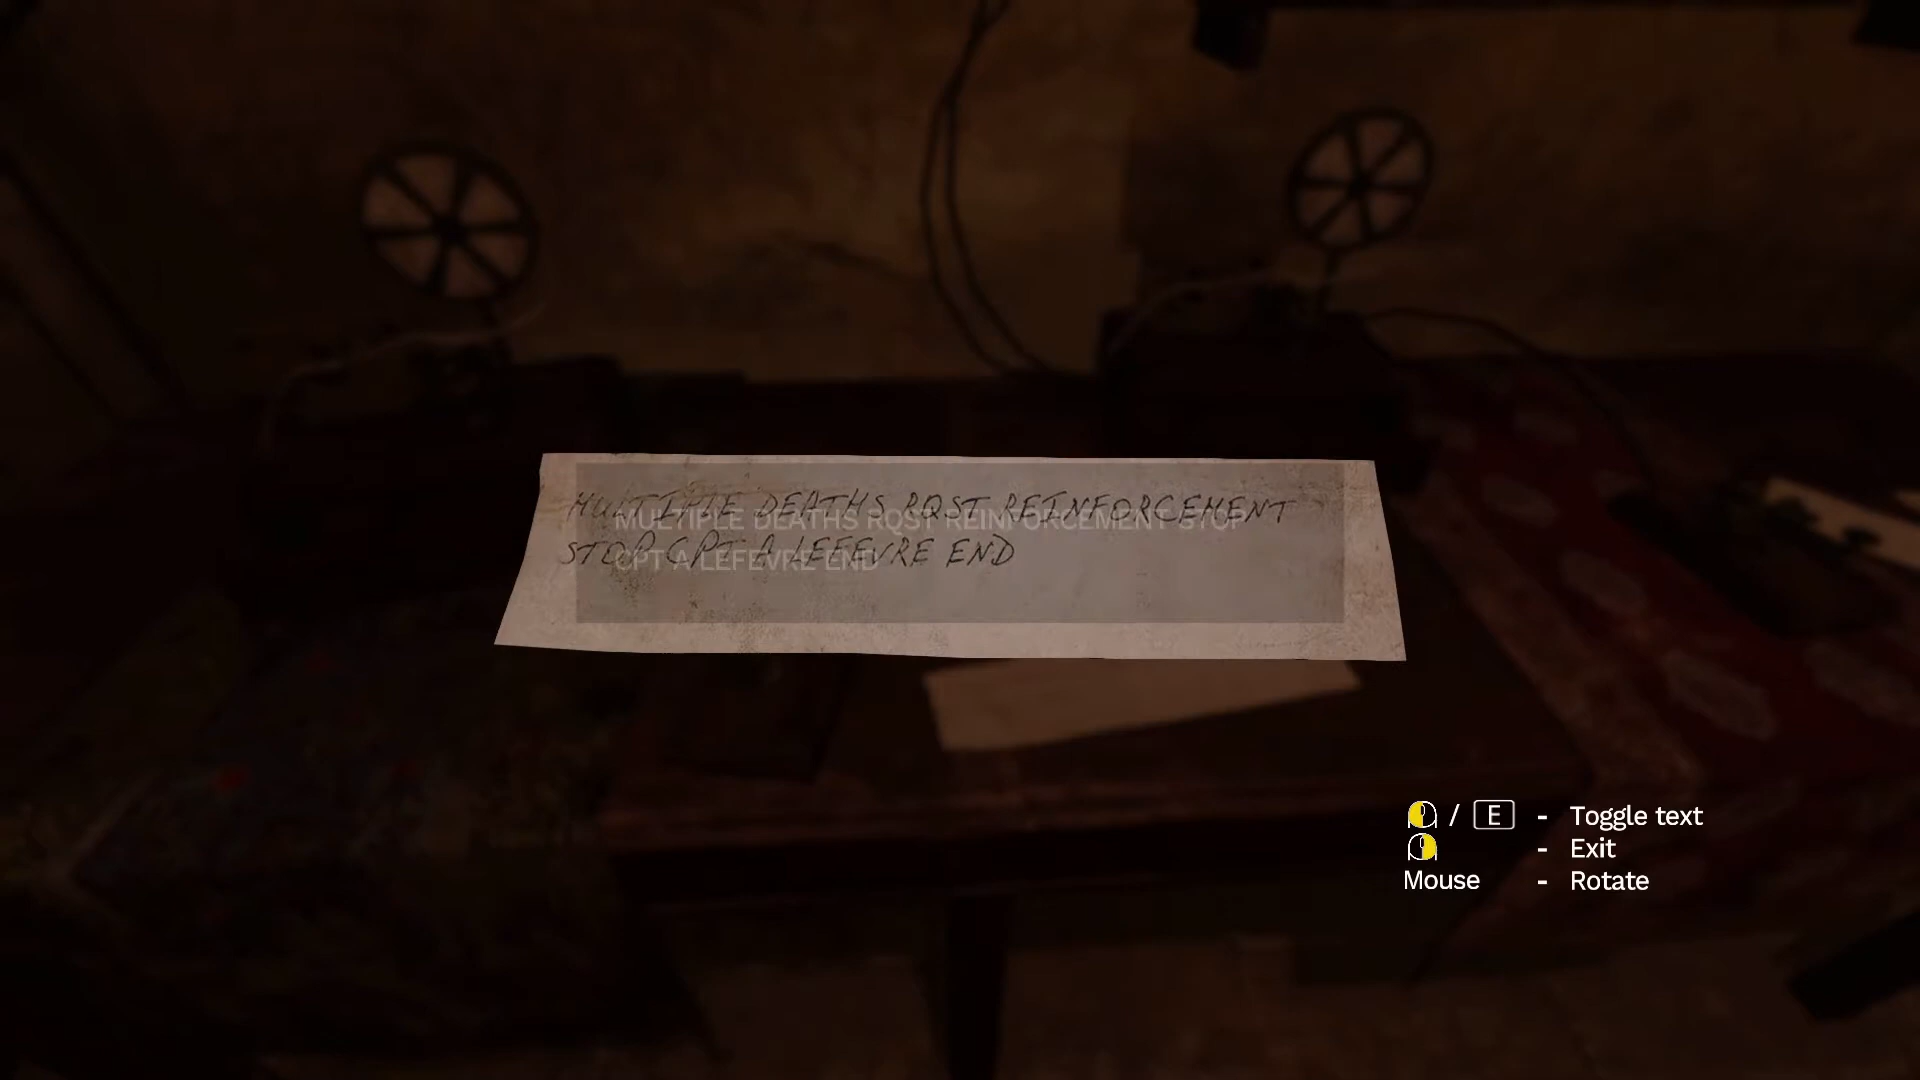 MULTIPLE DEATHS RQST REINFORCEMENT
STOP CPT A LEFEVRE END
MULTIPLE DEATHS RQST REINFORCEMENT STOP
CPT A LEFEVRE END
/ E - Toggle text
- Exit
Mouse - Rotate